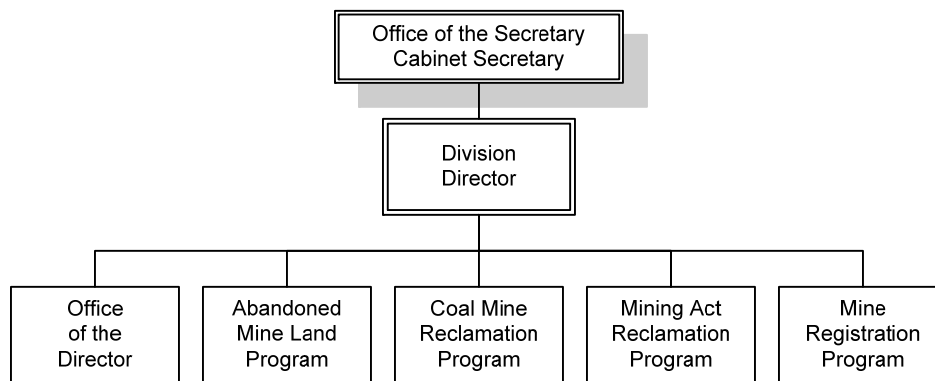 Office of the Secretary
Cabinet Secretary
Division
Director
Office
of the
Director
Abandoned
Mine Land
Program
Coal Mine
Reclamation
Program
Mining Act
Reclamation
Program
Mine
Registration
Program